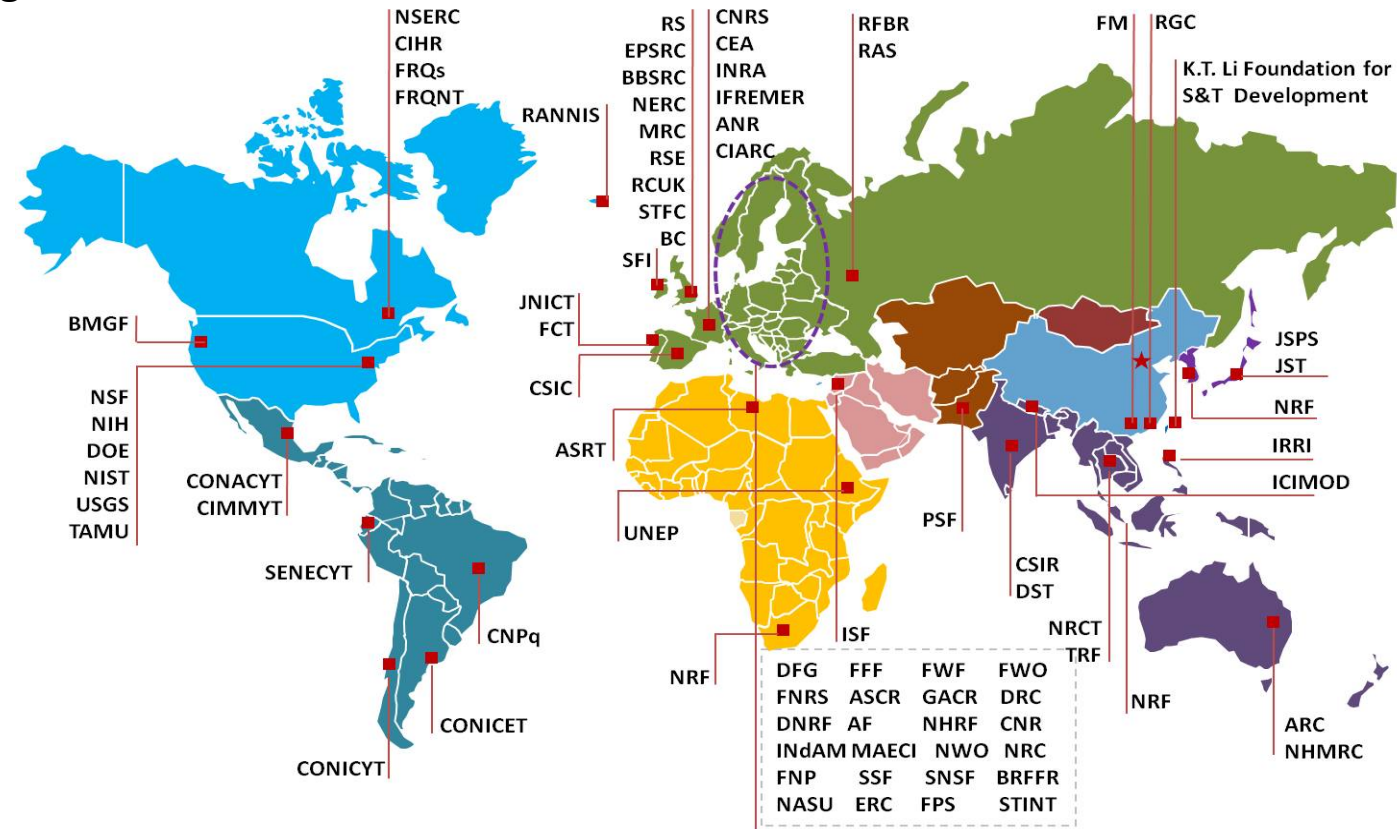 NSERC
CIHR
FRQs
FRQNT
RANNIS
RS
EPSRC
BBSRC
NERC
MRC
RSE
RCUK
STFC
BC
CNRS
CEA
INRA
IFREMER
ANR
CIARC
RFBR
RAS
FM
RGC
K.T. Li Foundation for
S&T Development
SFI
JNICT
FCT
CSIC
BMGF
NSF
NIH
DOE
NIST
USGS
TAMU
CONACYT
CIMMYT
SENECYT
CNPq
CONICET
CONICYT
ASRT
UNEP
NRF
ISF
PSF
CSIR
DST
JSPS
JST
NRF
IRRI
ICIMOD
NRCT
TRF
NRF
ARC
NHMRC
DFG FFF FWF FWO
FNRS ASCR GACR DRC
DNRF AF NHRF CNR
INdAM MAECI NWO NRC
FNP SSF SNSF BRFFR
NASU ERC FPS STINT